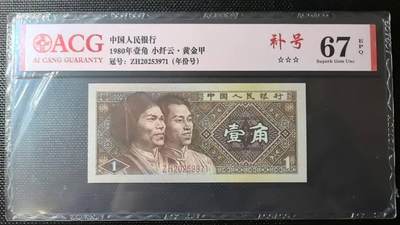 ACG
AI CANG GUARANTY
中国人民银行
1980年壹角 小纤云·黄金甲
冠号: ZH20253971 (年份号)
补号
☆☆☆
67 EPQ
Superb Gem Unc
中国人民银行
壹角
ZH20253971
1
1